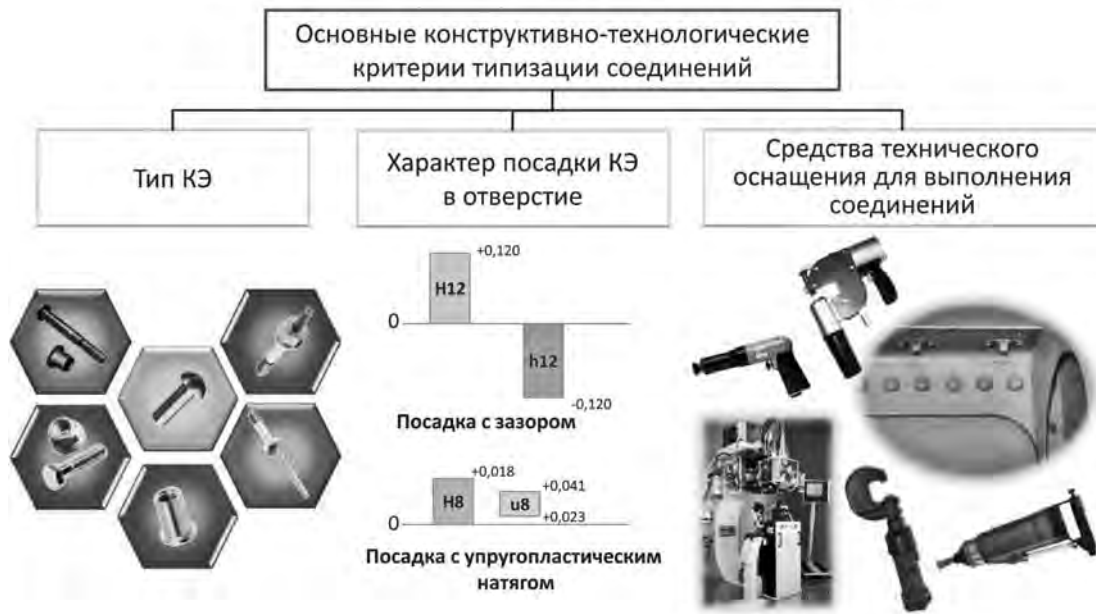 Основные конструктивно-технологические
критерии типизации соединений
Тип КЭ
Характер посадки КЭ
в отверстие
Средства технического
оснащения для выполнения
соединений
+0,120
H12
0
h12
-0,120
Посадка с зазором
+0,018
H8
u8
+0,041
+0,023
0
Посадка с упругопластическим
натягом